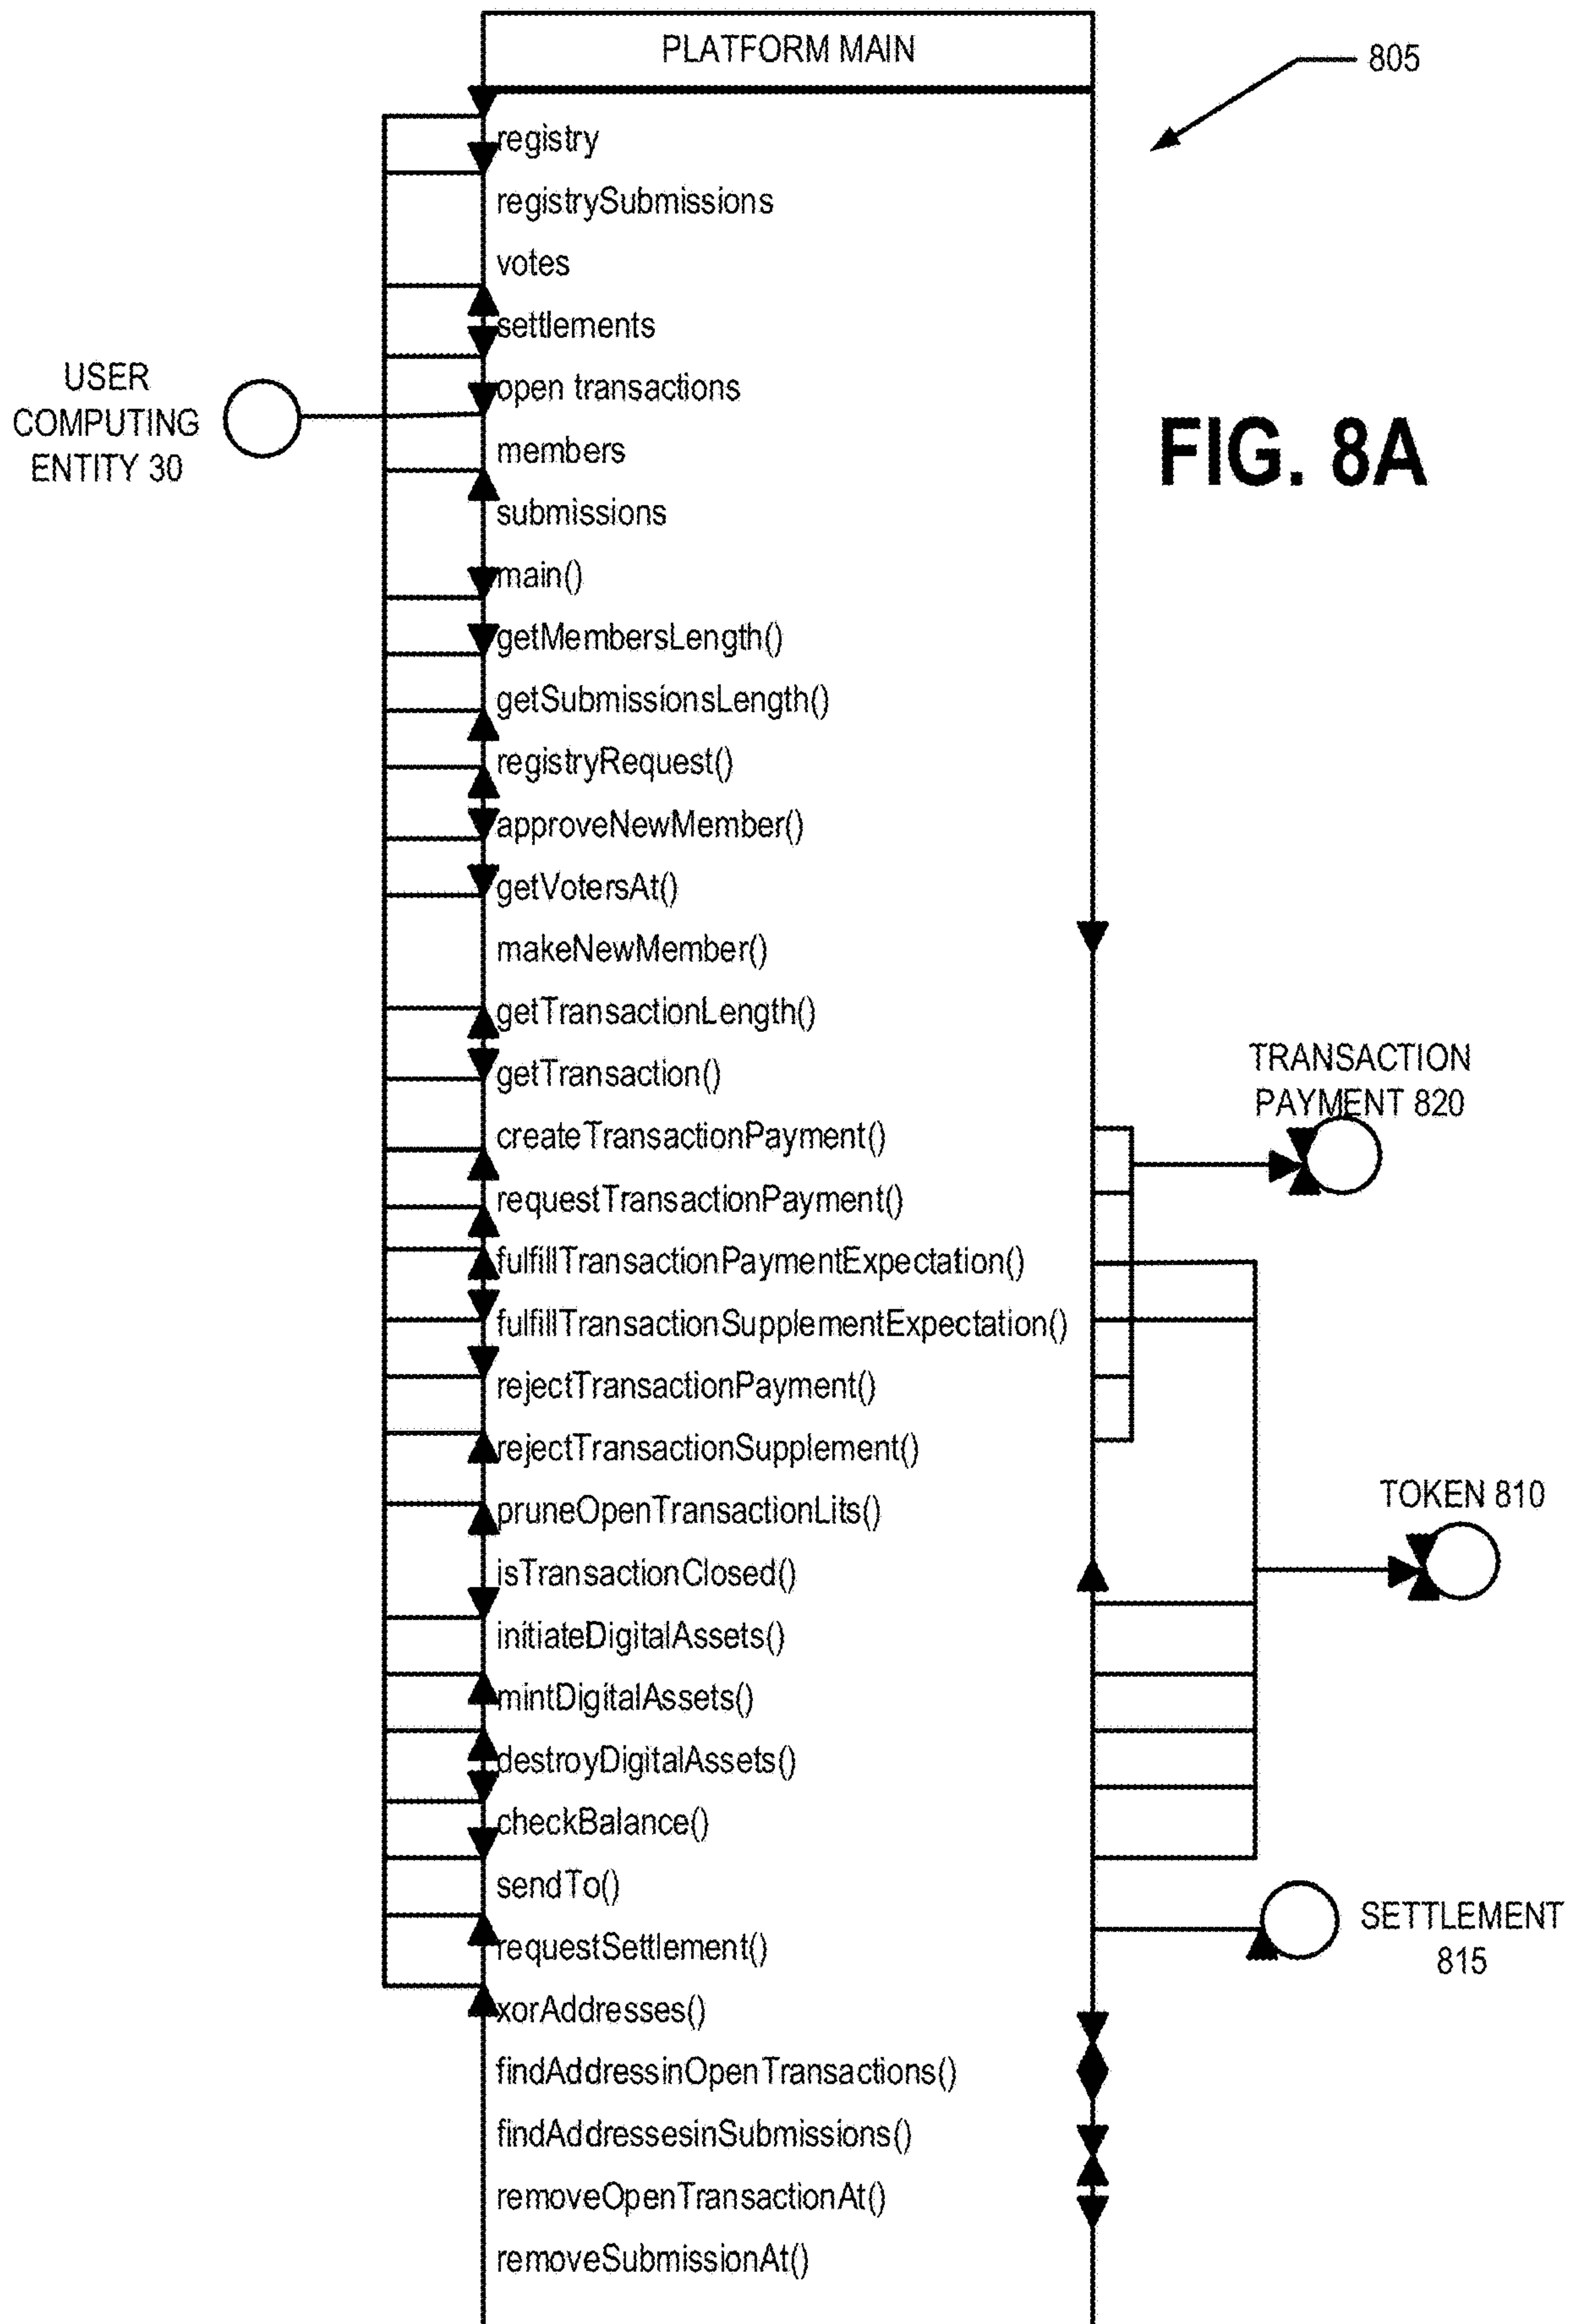 PLATFORM MAIN
805
registry
registrySubmissions
votes
settlements
open transactions
members
submissions
main()
getMembersLength()
getSubmissionsLength()
registryRequest()
approveNewMember()
getVotersAt()
makeNewMember()
getTransactionLength()
getTransaction()
createTransactionPayment()
requestTransactionPayment()
fulfillTransactionPaymentExpectation()
fulfillTransactionSupplementExpectation()
rejectTransactionPayment()
rejectTransactionSupplement()
pruneOpenTransactionLits()
isTransactionClosed()
initiateDigitalAssets()
mintDigitalAssets()
destroyDigitalAssets()
checkBalance()
sendTo()
requestSettlement()
xorAddresses()
findAddressinOpenTransactions()
findAddressesinSubmissions()
removeOpenTransactionAt()
removeSubmissionAt()
USER
COMPUTING
ENTITY 30
FIG. 8A
TRANSACTION
PAYMENT 820
TOKEN 810
SETTLEMENT
815